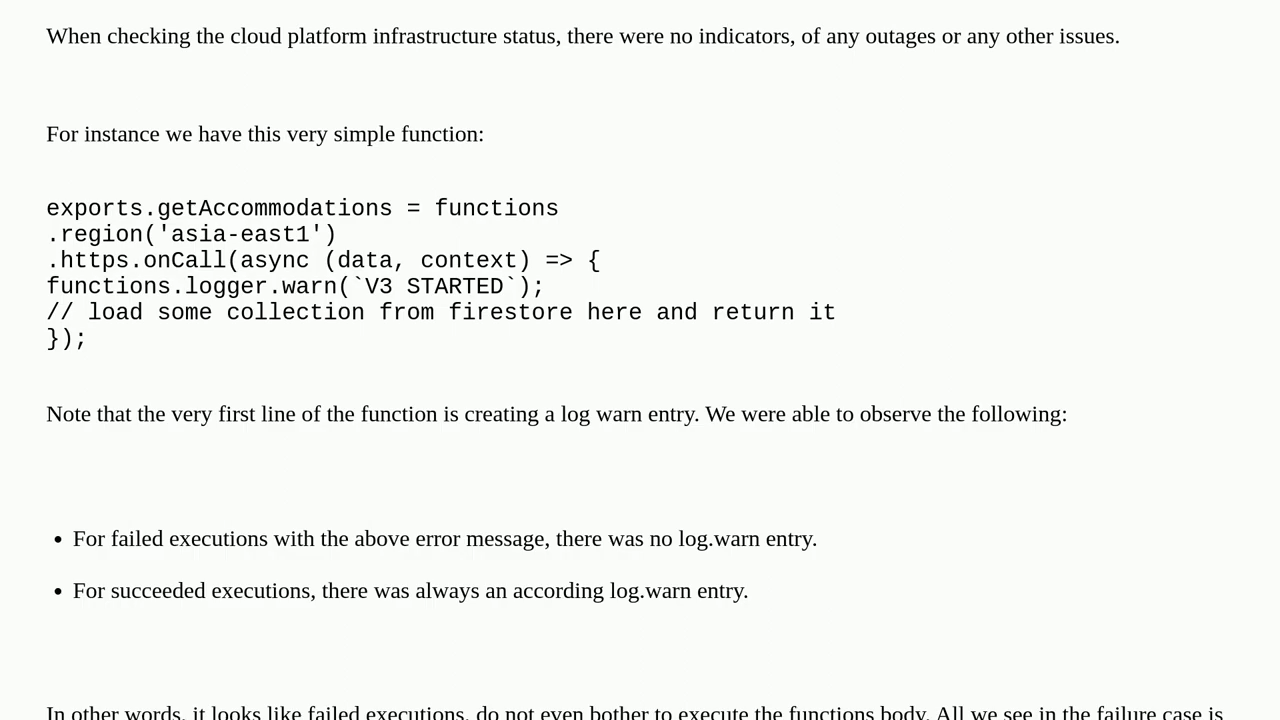 When checking the cloud platform infrastructure status, there were no indicators, of any outages or any other issues.
For instance we have this very simple function:
exports.getAccommodations = functions
.region('asia-east1')
.https.onCall(async (data, context) => {
functions.logger.warn(`V3 STARTED`);
// load some collection from firestore here and return it
});
Note that the very first line of the function is creating a log warn entry. We were able to observe the following:
• For failed executions with the above error message, there was no log.warn entry.
• For succeeded executions, there was always an according log.warn entry.
In other words, it looks like failed executions, do not even bother to execute the functions body. All we see in the failure case is